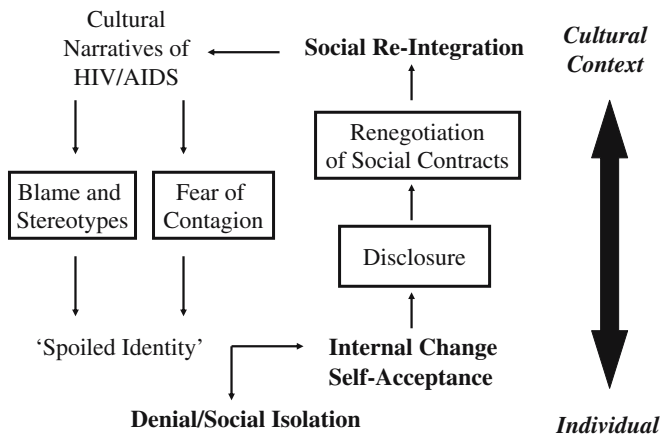 Cultural
Narratives of
HIV/AIDS
Social Re-Integration
Cultural
Context
Renegotiation
of Social Contracts
Blame and
Stereotypes
Fear of
Contagion
Disclosure
‘Spoiled Identity’
Internal Change
Self-Acceptance
Denial/Social Isolation
Individual